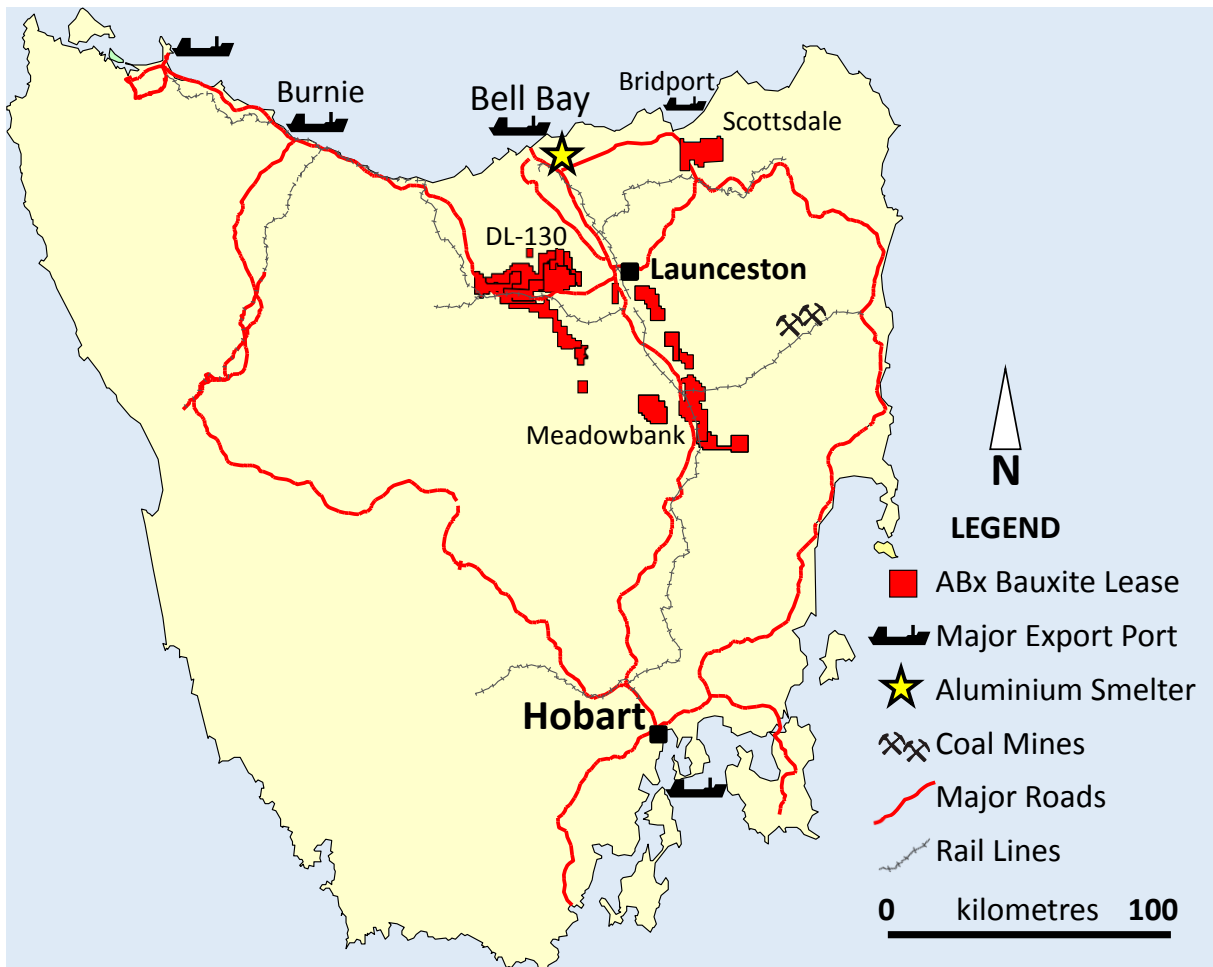 Burnie
Bell Bay
Bridport
Scottsdale
DL-130
Launceston
Meadowbank
Hobart
N
LEGEND
ABx Bauxite Lease
Major Export Port
Aluminium Smelter
Coal Mines
Major Roads
Rail Lines
0 kilometres 100